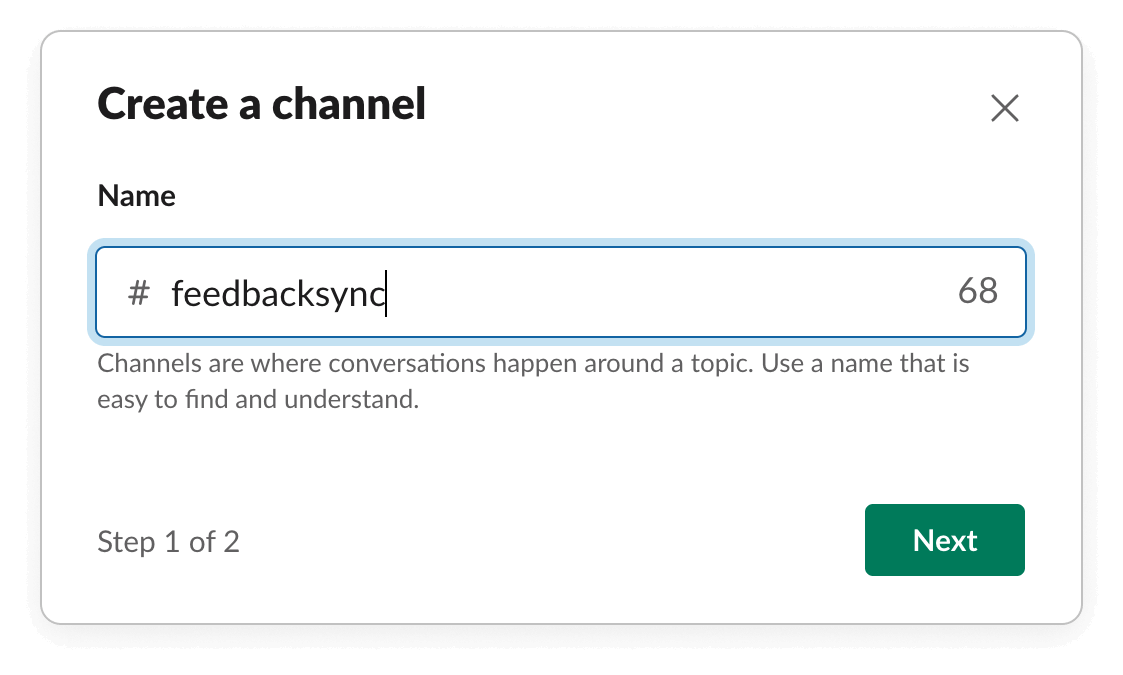 Create a channel
Name
# feedbacksync 68
Channels are where conversations happen around a topic. Use a name that is
easy to find and understand.
Step 1 of 2 Next